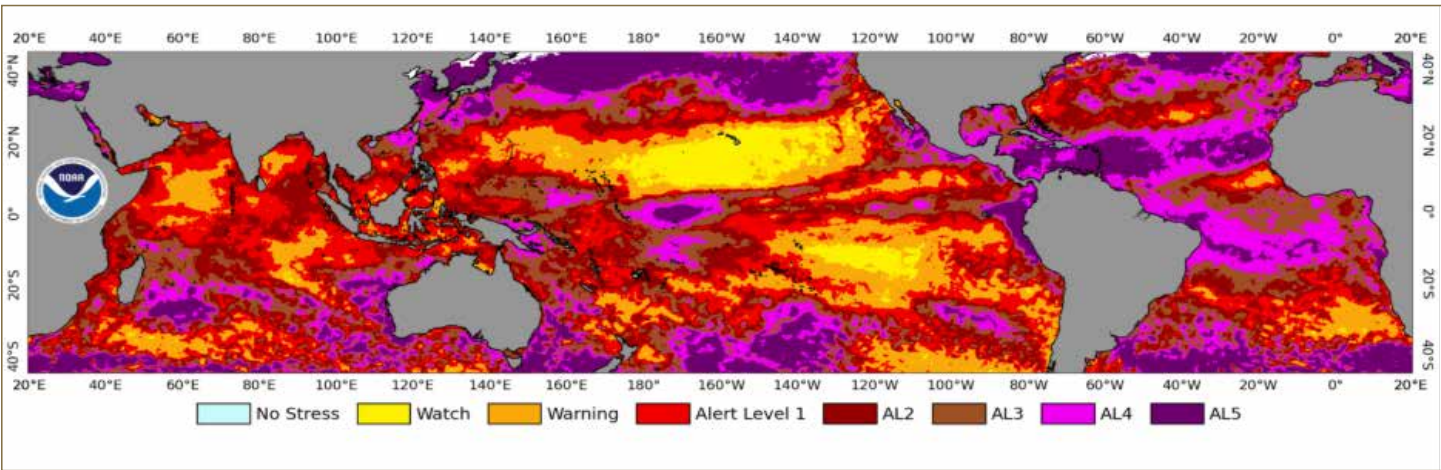 20°E 40°E 60°E 80°E 100°E 120°E 140°E 160°E 180° 160°W 140°W 120°W 100°W 80°W 60°W 40°W 20°W 0° 20°E
40°N 40°N
20°N 20°N
NOAA
0° 0°
20°S 20°S
40°S 40°S
20°E 40°E 60°E 80°E 100°E 120°E 140°E 160°E 180° 160°W 140°W 120°W 100°W 80°W 60°W 40°W 20°W 0° 20°E
No Stress Watch Warning Alert Level 1 AL2 AL3 AL4 AL5